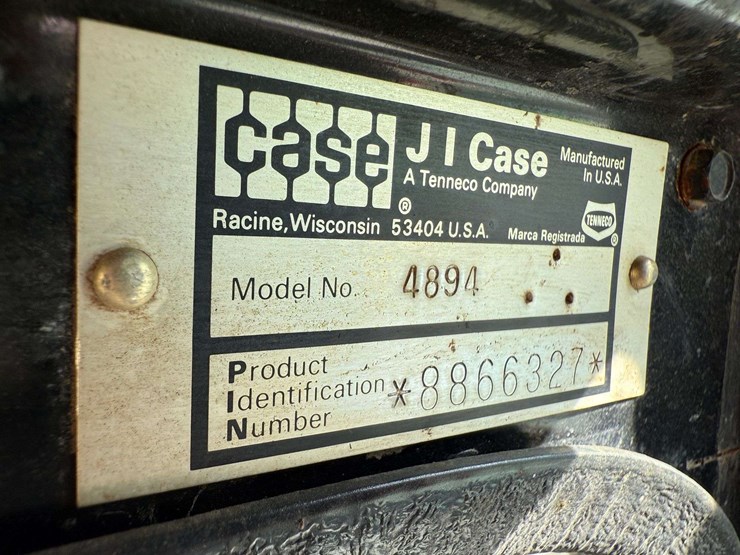 case
J I Case
A Tenneco Company
Manufactured
In U.S.A.
®
Racine, Wisconsin 53404 U.S.A.
Marca Registrada
TENNECO
®
Model No. 4894
Product
Identification
Number
*8866327*